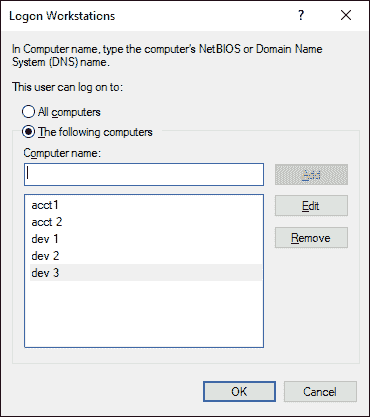 Logon Workstations
?
In Computer name, type the computer's NetBIOS or Domain Name
System (DNS) name.
This user can log on to:
All computers
The following computers
Computer name:
Add
acct1
Edit
acct 2
dev 1
Remove
dev 2
dev 3
OK
Cancel